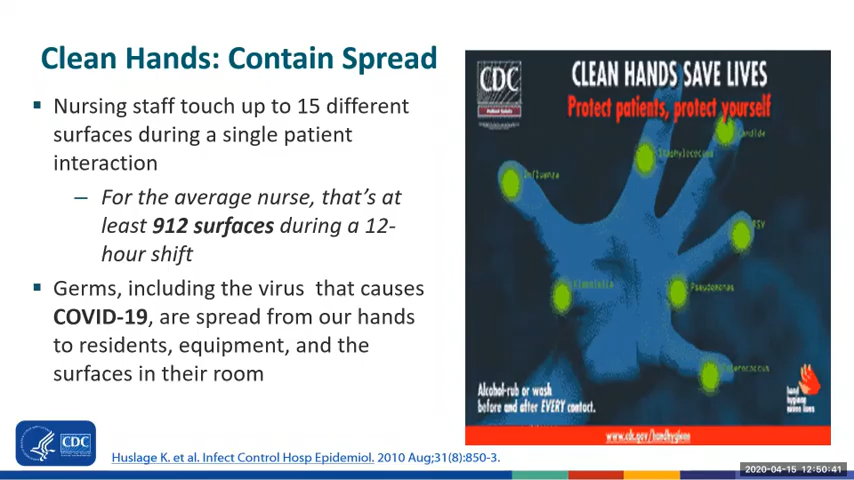 Clean Hands: Contain Spread
▪ Nursing staff touch up to 15 different
surfaces during a single patient
interaction
– For the average nurse, that’s at
least 912 surfaces during a 12-
hour shift
▪ Germs, including the virus that causes
COVID-19, are spread from our hands
to residents, equipment, and the
surfaces in their room
CDC
CLEAN HANDS SAVE LIVES
Protect patients, protect yourself
Candida
Staphylococcus
Influenza
RSV
Klebsiella
Pseudomonas
Enterococcus
Alcohol-rub or wash
before and after EVERY contact.
hand
hygiene
saves lives
www.cdc.gov/handhygiene
CDC
Huslage K. et al. Infect Control Hosp Epidemiol. 2010 Aug;31(8):850-3.
2020-04-15 12:50:41